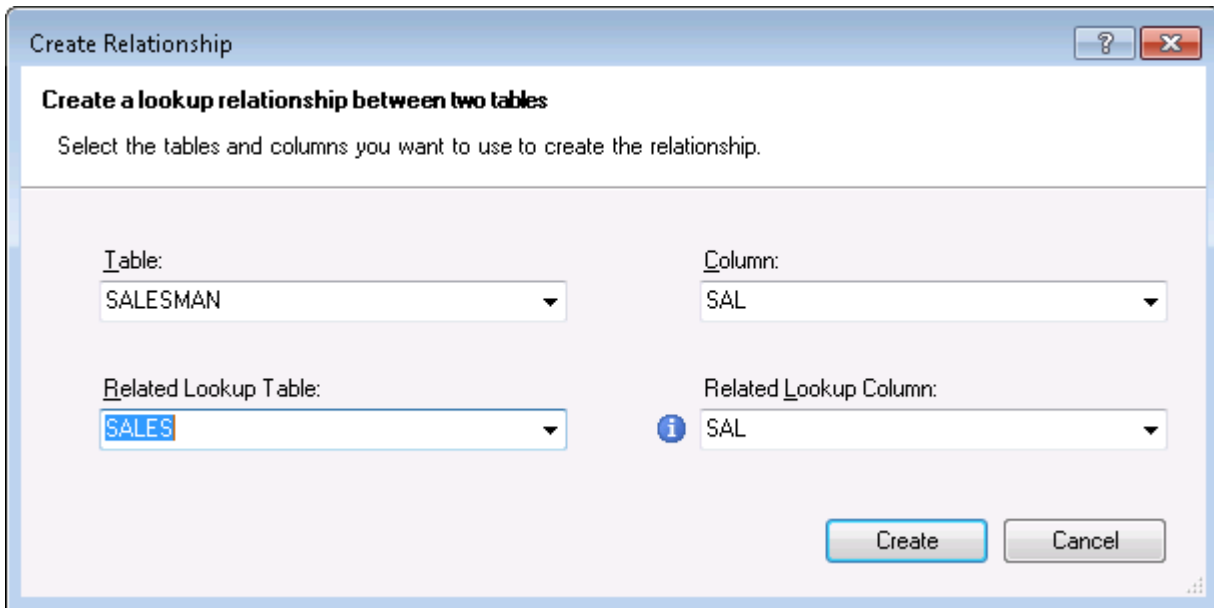 Create Relationship
Create a lookup relationship between two tables
Select the tables and columns you want to use to create the relationship.
Table: Column:
SALESMAN SAL
Related Lookup Table: Related Lookup Column:
SALES SAL
Create Cancel